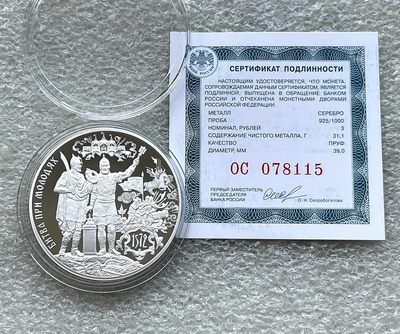 СЕРТИФИКАТ ПОДЛИННОСТИ
НАСТОЯЩИМ УДОСТОВЕРЯЕТСЯ, ЧТО МОНЕТА,
СОПРОВОЖДАЕМАЯ ДАННЫМ СЕРТИФИКАТОМ, ЯВЛЯЕТСЯ
ПОДЛИННОЙ, ВЫПУЩЕНА В ОБРАЩЕНИЕ БАНКОМ
РОССИИ И ОТЧЕКАНЕНА МОНЕТНЫМИ ДВОРАМИ
РОССИЙСКОЙ ФЕДЕРАЦИИ.
МЕТАЛЛ СЕРЕБРО
ПРОБА 925/1000
НОМИНАЛ, РУБЛЕЙ 3
СОДЕРЖАНИЕ ЧИСТОГО МЕТАЛЛА, Г 31,1
КАЧЕСТВО ПРУФ
ДИАМЕТР, ММ 39,0
ОС 078115
ПЕРВЫЙ ЗАМЕСТИТЕЛЬ
ПРЕДСЕДАТЕЛЯ
БАНКА РОССИИ О.Н. Скоробогатова
БИТВА ПРИ МОЛОДЯХ
1572